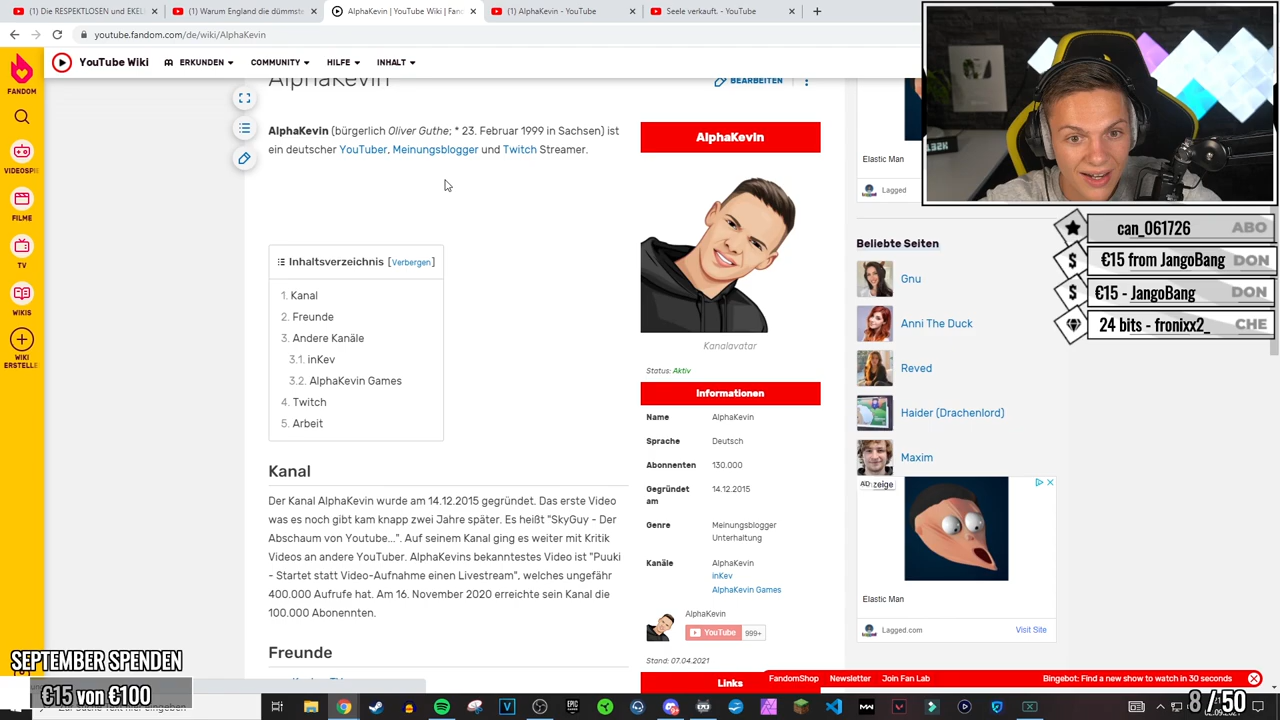 (1) Die RESPEKTLOSEN und EKEL
(1) Warum England die dümmste
AlphaKevin | YouTube Wiki | Fan
(1) AlphaKevin - YouTube
Seele verkauft. - YouTube
youtube.fandom.com/de/wiki/AlphaKevin
FANDOM
YouTube Wiki
ERKUNDEN
COMMUNITY
HILFE
INHALT
VIDEOSPIE
FILME
TV
WIKIS
WIKI
ERSTELLE
AlphaKevin
BEARBEITEN
AlphaKevin (bürgerlich Oliver Guthe; * 23. Februar 1999 in Sachsen) ist
ein deutscher YouTuber, Meinungsblogger und Twitch Streamer.
Inhaltsverzeichnis [Verbergen]
1. Kanal
2. Freunde
3. Andere Kanäle
3.1. inKev
3.2. AlphaKevin Games
4. Twitch
5. Arbeit
Kanal
Der Kanal AlphaKevin wurde am 14.12.2015 gegründet. Das erste Video
was es noch gibt kam knapp zwei Jahre später. Es heißt "SkyGuy - Der
Abschaum von Youtube...". Auf seinem Kanal ging es weiter mit Kritik
Videos an andere YouTuber. AlphaKevins bekanntestes Video ist "Puuki
- Startet statt Video-Aufnahme einen Livestream", welches ungefähr
400.000 Aufrufe hat. Am 16. November 2020 erreichte sein Kanal die
100.000 Abonennten.
Freunde
AlphaKevin
Kanalavatar
Status: Aktiv
Informationen
Name AlphaKevin
Sprache Deutsch
Abonnenten 130.000
Gegründet 14.12.2015
am
Genre Meinungsblogger
Unterhaltung
Kanäle AlphaKevin
inKev
AlphaKevin Games
AlphaKevin
YouTube 999+
Stand: 07.04.2021
Links
Elastic Man
Lagged
Beliebte Seiten
Gnu
Anni The Duck
Reved
Haider (Drachenlord)
Maxim
Elastic Man
Lagged.com
Visit Site
can_061726 ABO
€15 from JangoBang DON
€15 - JangoBang DON
24 bits - fronixx2_ CHE
FandomShop
Newsletter
Join Fan Lab
Bingebot: Find a new show to watch in 30 seconds
SEPTEMBER SPENDEN
€15 von €100
8 / 50